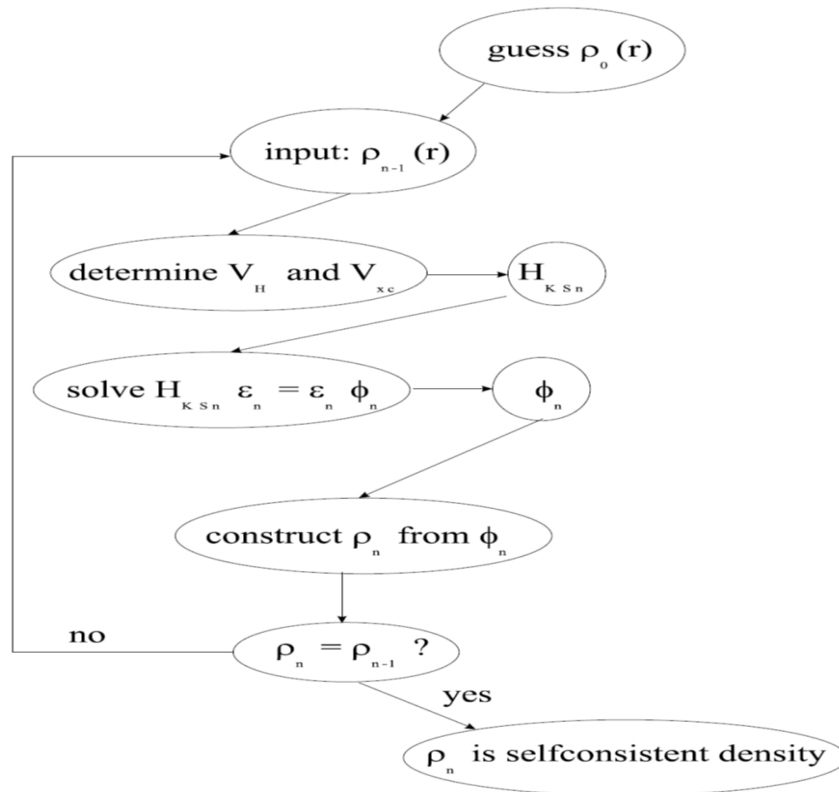 guess ρ₀ (r)
input: ρₙ₋₁ (r)
determine V_H and V_xc
H_KSn
solve H_KSn εₙ = εₙ ϕₙ
ϕₙ
construct ρₙ from ϕₙ
no
ρₙ = ρₙ₋₁ ?
yes
ρₙ is selfconsistent density